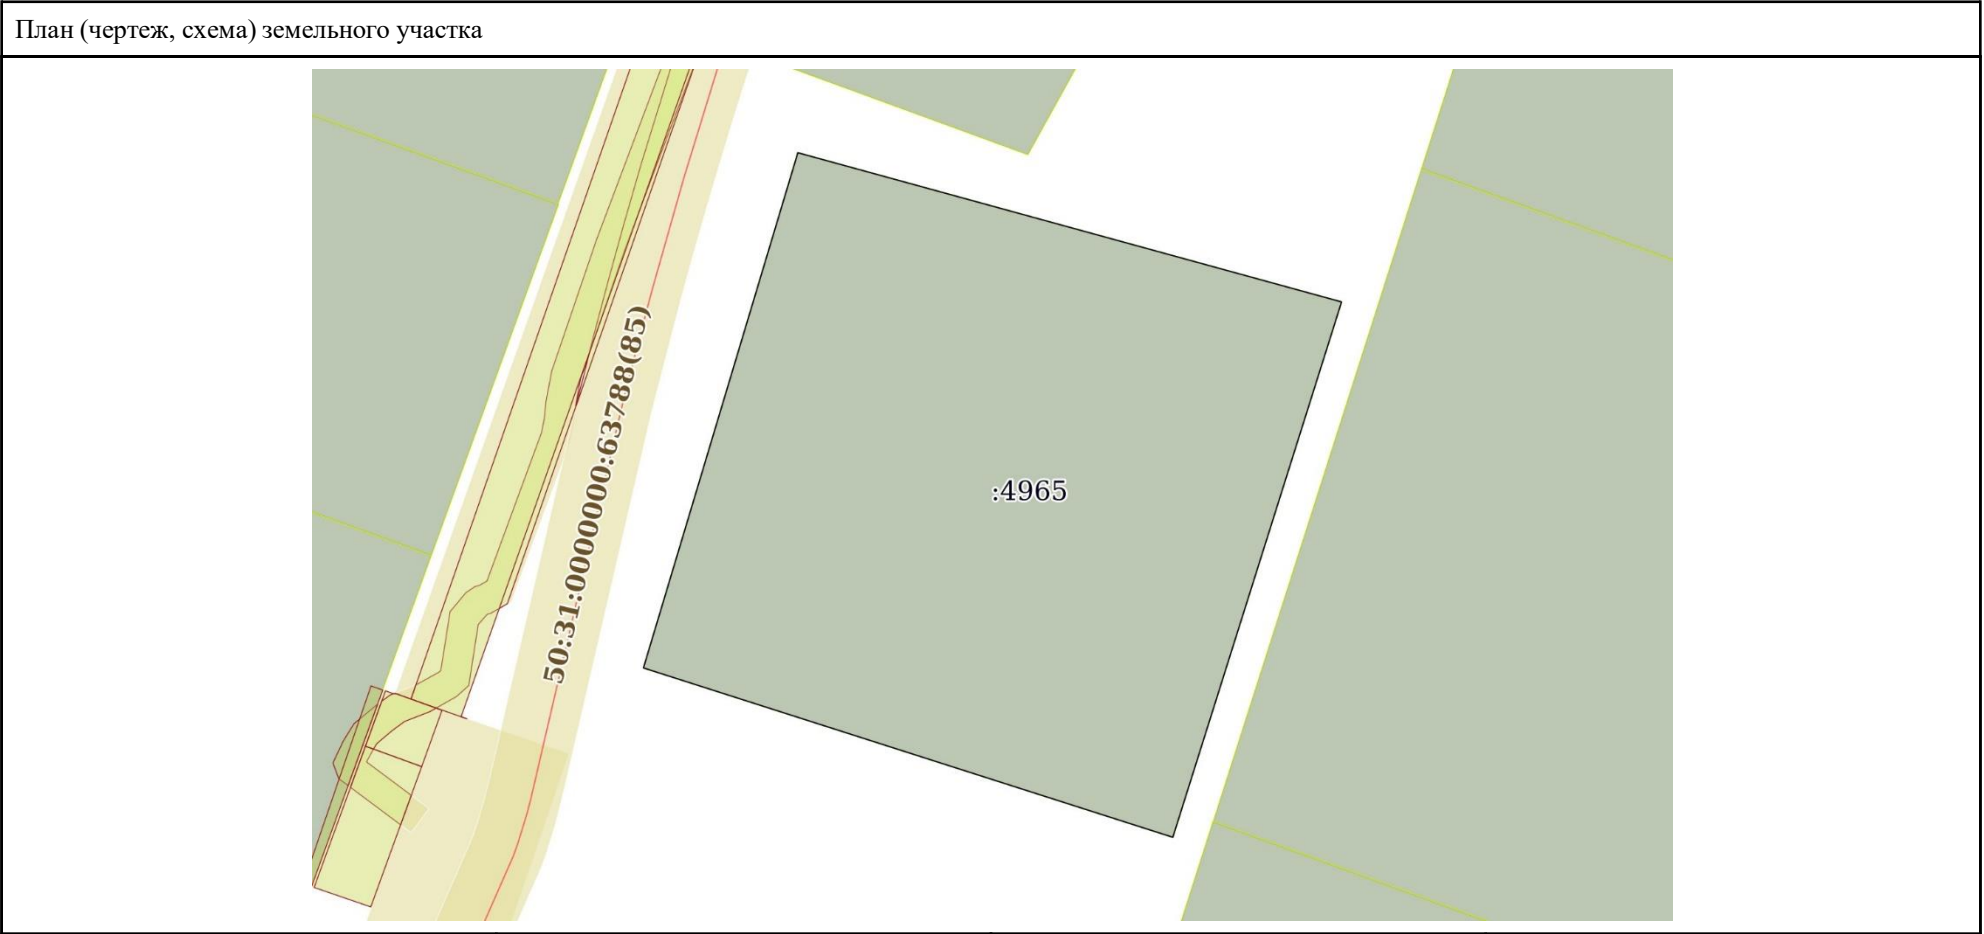 План (чертеж, схема) земельного участка
50:31:0000000:63788(85)
:4965